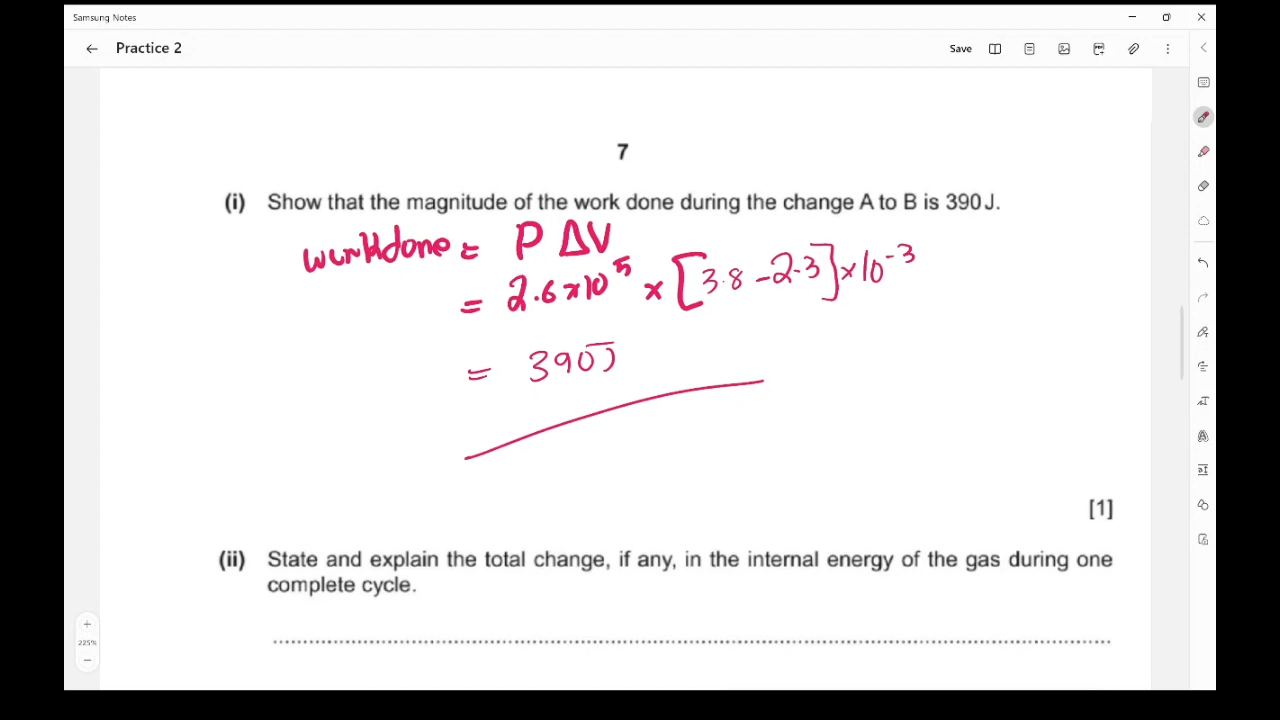 Samsung Notes
Practice 2
Save
7
(i) Show that the magnitude of the work done during the change A to B is 390 J.
workdone = P ΔV
= 2.6 × 10⁵ × [3.8 - 2.3] × 10⁻³
= 390J
[1]
(ii) State and explain the total change, if any, in the internal energy of the gas during one
complete cycle.
225%